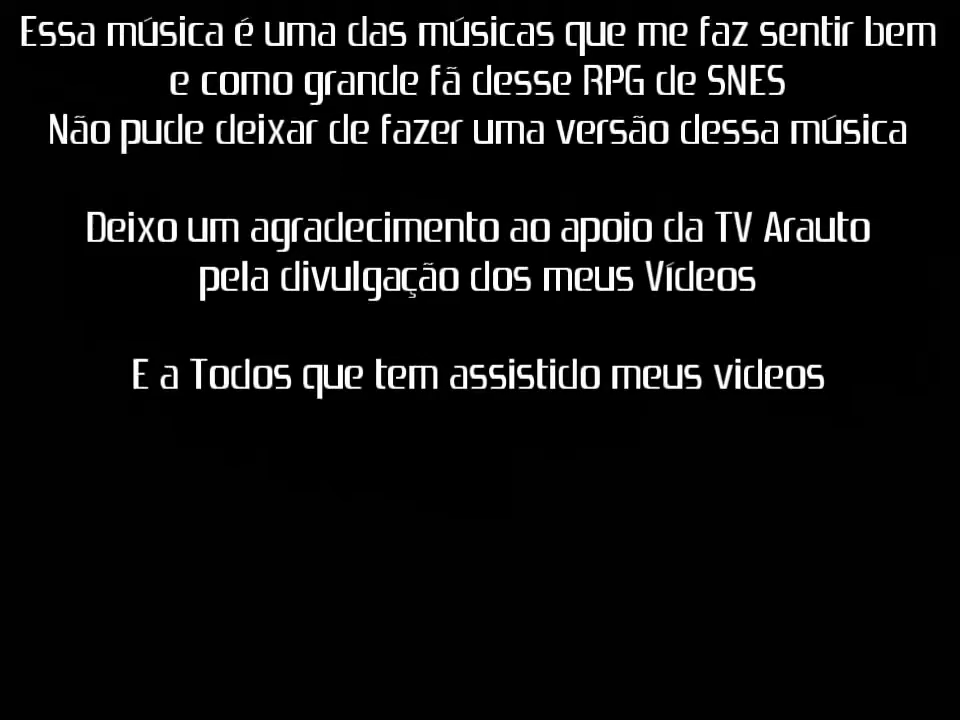 Essa música é uma das músicas que me faz sentir bem
e como grande fã desse RPG de SNES
Não pude deixar de fazer uma versão dessa música
Deixo um agradecimento ao apoio da TV Arauto
pela divulgação dos meus Vídeos
E a Todos que tem assistido meus videos